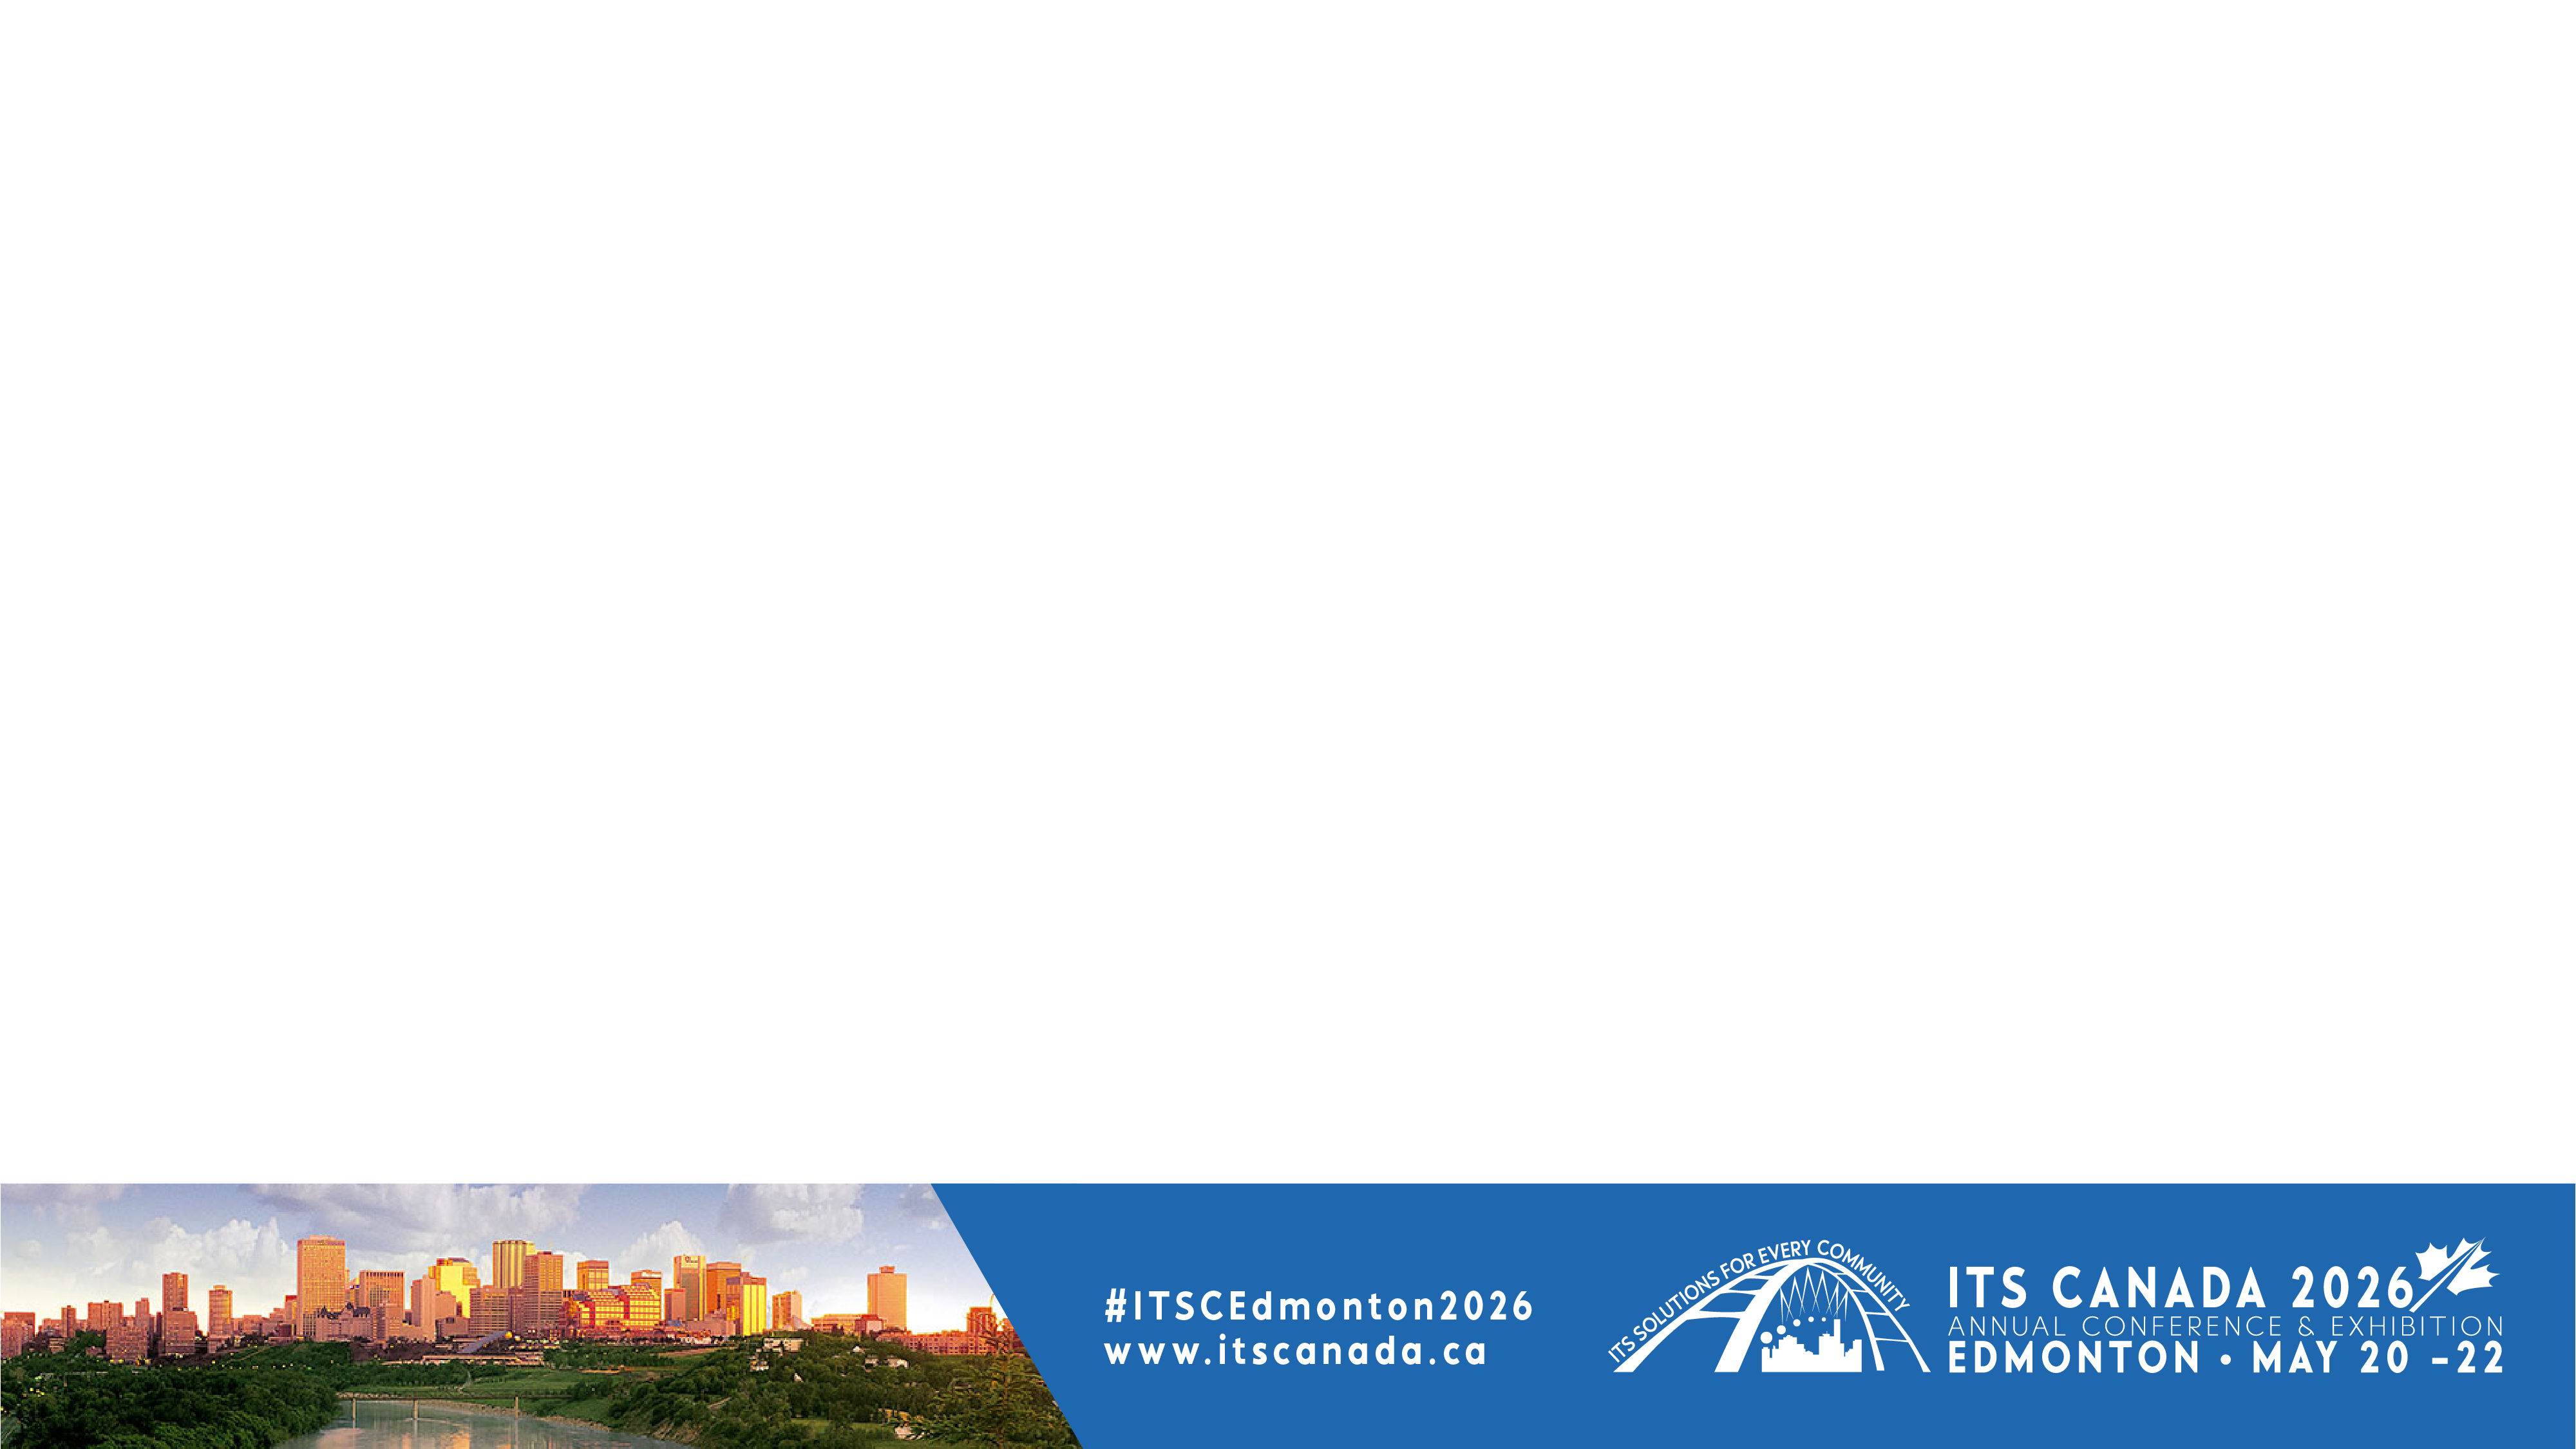 #ITSCEdmonton2026
www.itscanada.ca
ITS SOLUTIONS FOR EVERY COMMUNITY
ITS CANADA 2026
ANNUAL CONFERENCE & EXHIBITION
EDMONTON • MAY 20 -22